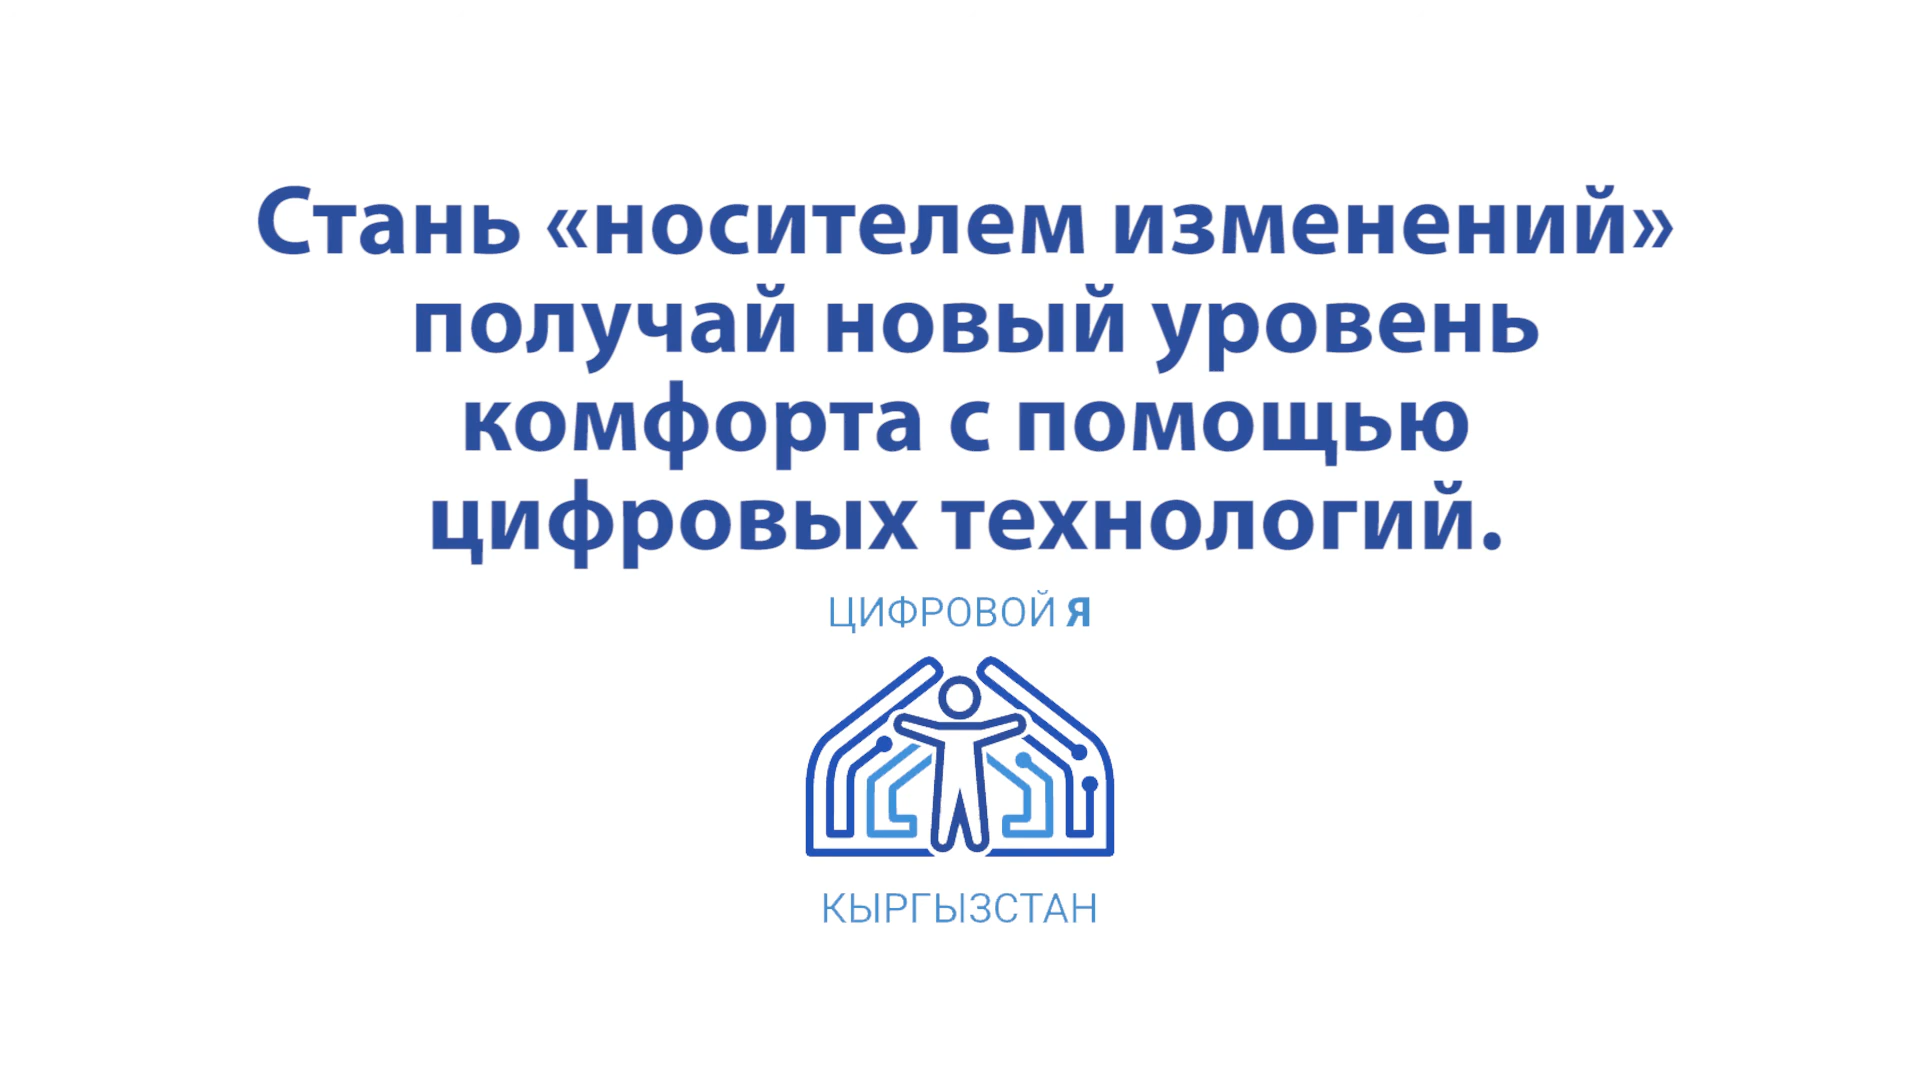 Стань «носителем изменений»
получай новый уровень
комфорта с помощью
цифровых технологий.
ЦИФРОВОЙ Я
КЫРГЫЗСТАН